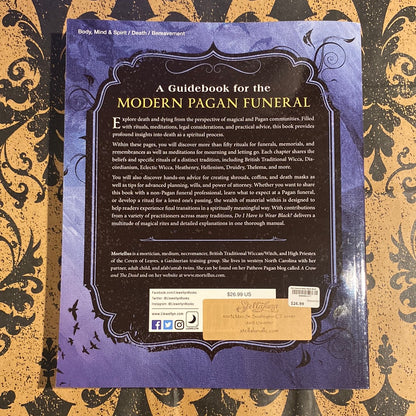 Body, Mind & Spirit / Death / Bereavement
A Guidebook for the
MODERN PAGAN FUNERAL
Explore death and dying from the perspective of magical and Pagan communities. Filled
with rituals, meditations, legal considerations, and practical advice, this book provides
profound insights into death as a spiritual process.
Within these pages, you will discover more than fifty rituals for funerals, memorials, and
remembrances as well as meditations for mourning and letting go. Each chapter shares the
beliefs and specific rituals of a distinct tradition, including British Traditional Wicca, Dis-
cordianism, Eclectic Wicca, Heathenry, Hellenism, Druidry, Thelema, and more.
You will also discover hands-on advice for creating shrouds, coffins, and death masks as
well as tips for advanced planning, wills, and power of attorney. Whether you want to share
this book with a non-Pagan funeral professional, learn what to expect at a Pagan funeral,
or develop a ritual for a loved one's passing, the wealth of material within is designed to
help readers experience final transitions in a spiritually meaningful way. With contributions
from a variety of practitioners across many traditions, Do I Have to Wear Black? delivers a
multitude of magical rites and detailed explanations in one thorough manual.
Mortellus is a mortician, medium, necromancer, British Traditional Wiccan/Witch, and High Priestex
of the Coven of Leaves, a Gardnerian training group. She lives in western North Carolina with her
partner, adult child, and afab/amab twins. She can be found on her Patheos Pagan blog called A Crow
and The Dead and on her website at www.mortellus.com.
Facebook.com/LlewellynBooks
Twitter: @LlewellynBooks
Instagram: @LlewellynBooks
www.Llewellyn.com
$26.99 US
$26.99